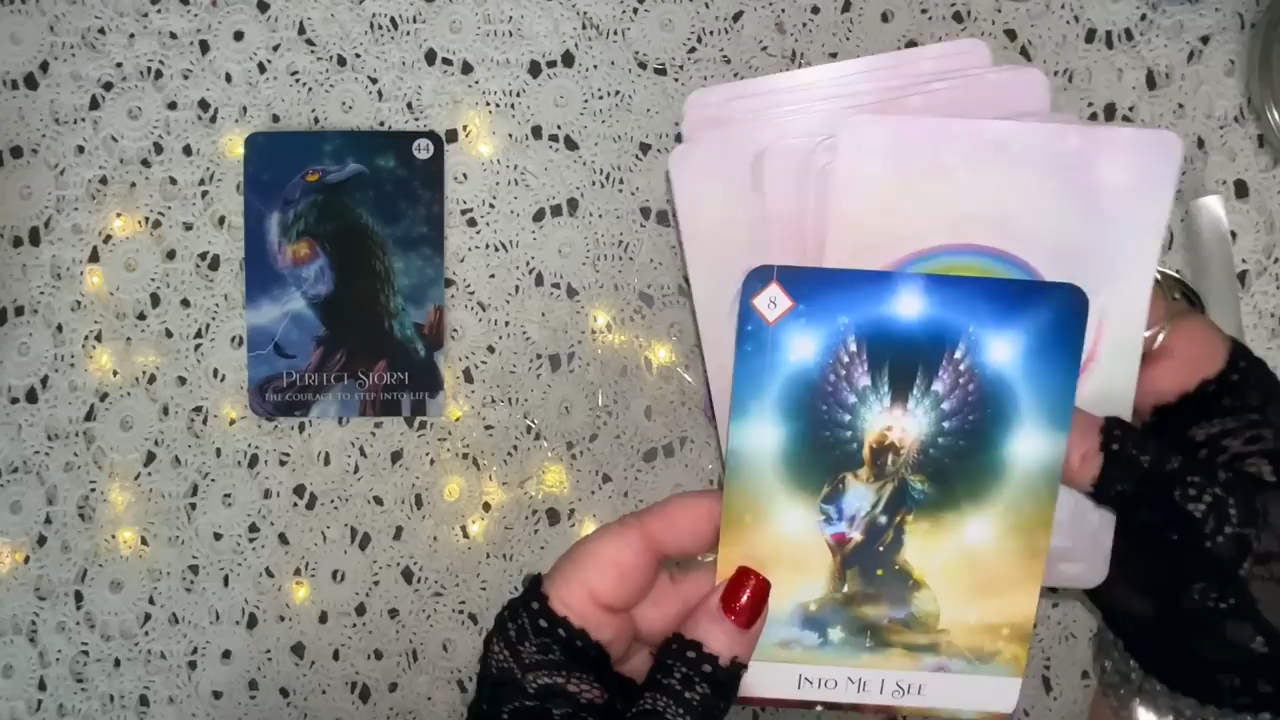 44
PERFECT STORM
THE COURAGE TO STEP INTO LIFE
8
INTO ME I SEE